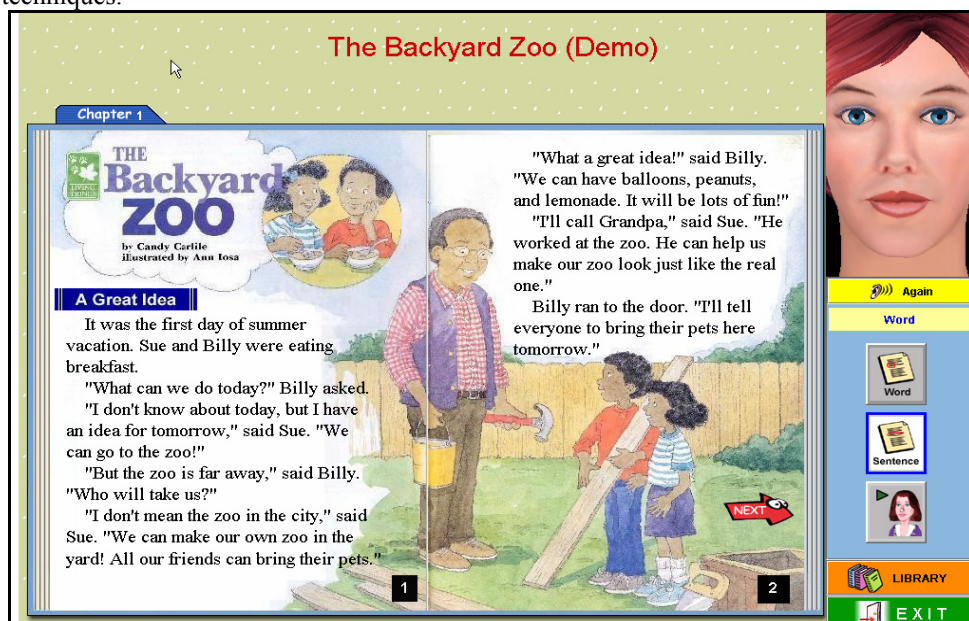 techniques.
The Backyard Zoo (Demo)
Chapter 1
LIVING
THINGS
THE
Backyard
ZOO
by Candy Carlile
illustrated by Ann Iosa
A Great Idea
It was the first day of summer
vacation. Sue and Billy were eating
breakfast.
"What can we do today?" Billy asked.
"I don't know about today, but I have
an idea for tomorrow," said Sue. "We
can go to the zoo!"
"But the zoo is far away," said Billy.
"Who will take us?"
"I don't mean the zoo in the city," said
Sue. "We can make our own zoo in the
yard! All our friends can bring their pets."
1
"What a great idea!" said Billy.
"We can have balloons, peanuts,
and lemonade. It will be lots of fun!"
"I'll call Grandpa," said Sue. "He
worked at the zoo. He can help us
make our zoo look just like the real
one."
Billy ran to the door. "I'll tell
everyone to bring their pets here
tomorrow."
NEXT
2
Again
Word
Word
Sentence
LIBRARY
EXIT